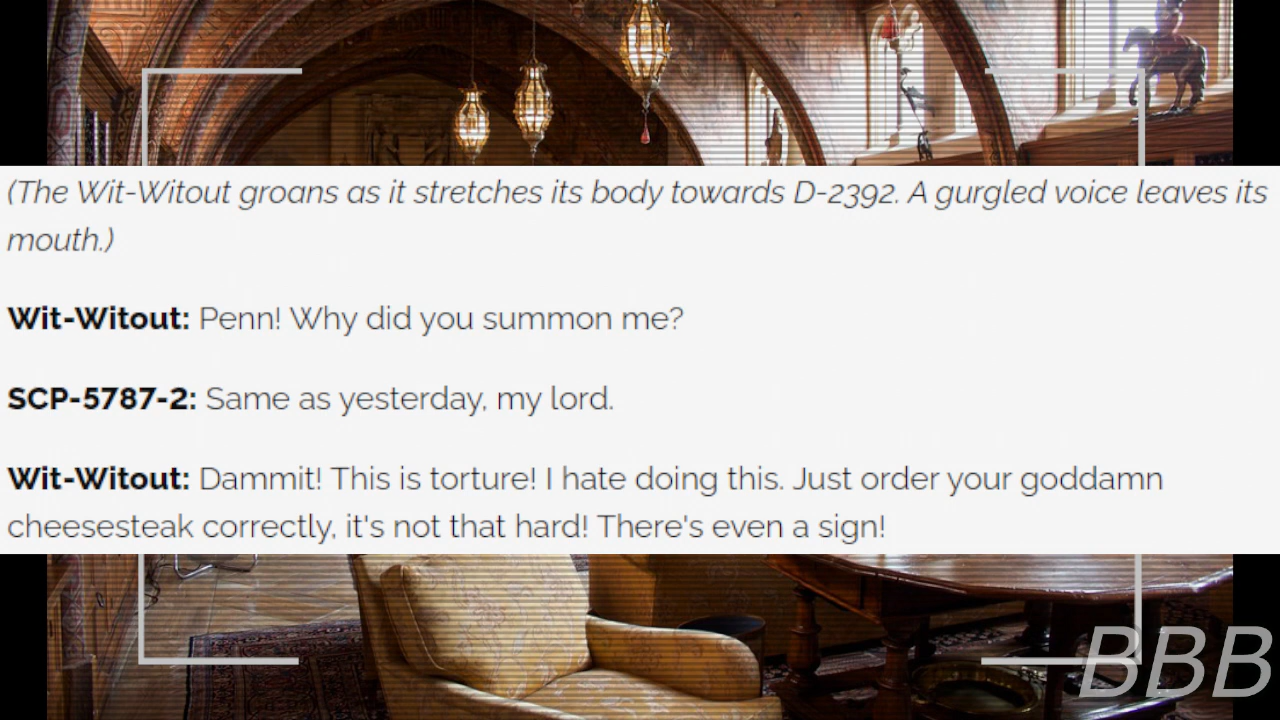 (The Wit-Witout groans as it stretches its body towards D-2392. A gurgled voice leaves its
mouth.)
Wit-Witout: Penn! Why did you summon me?
SCP-5787-2: Same as yesterday, my lord.
Wit-Witout: Dammit! This is torture! I hate doing this. Just order your goddamn
cheesesteak correctly, it's not that hard! There's even a sign!
BBB